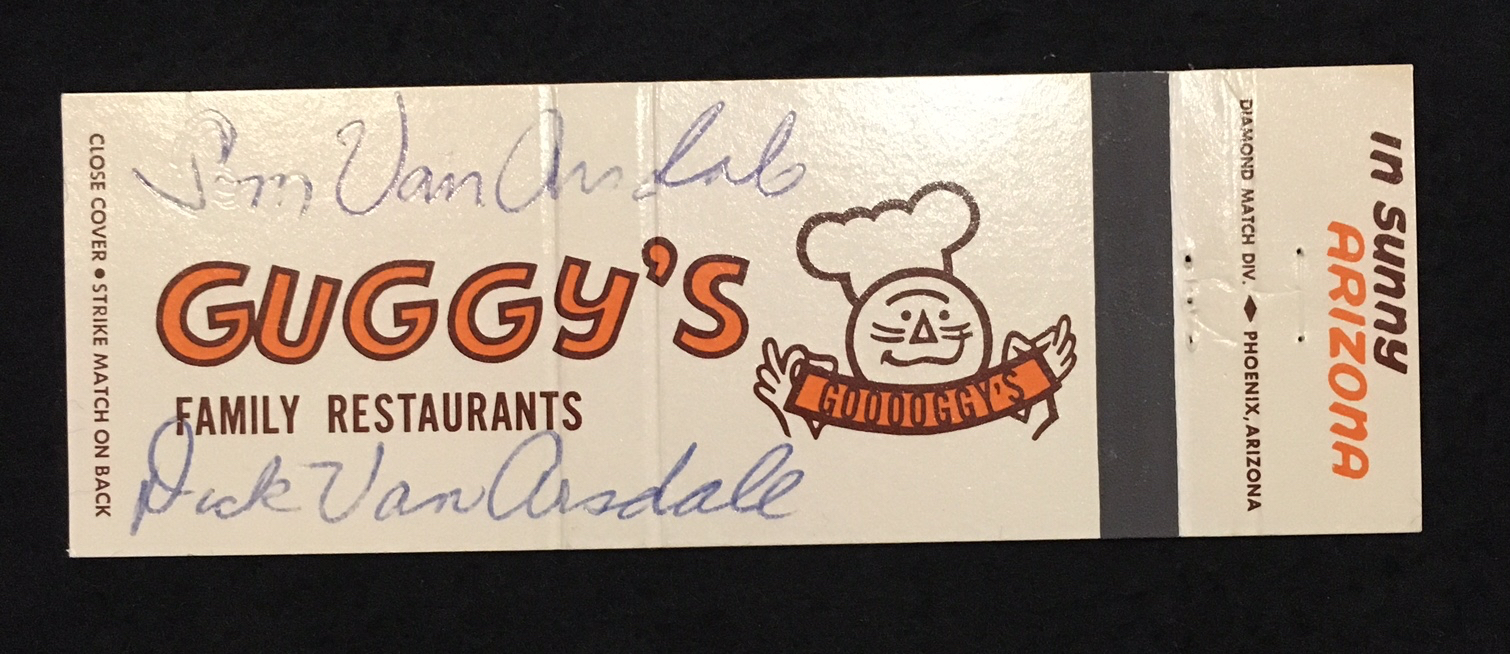 Tom Van Arsdale
GUGGY'S
FAMILY RESTAURANTS
Dick Van Arsdale
GOOOOGGY'S
CLOSE COVER • STRIKE MATCH ON BACK
DIAMOND MATCH DIV. ◆ PHOENIX, ARIZONA
in sunny
ARIZONA